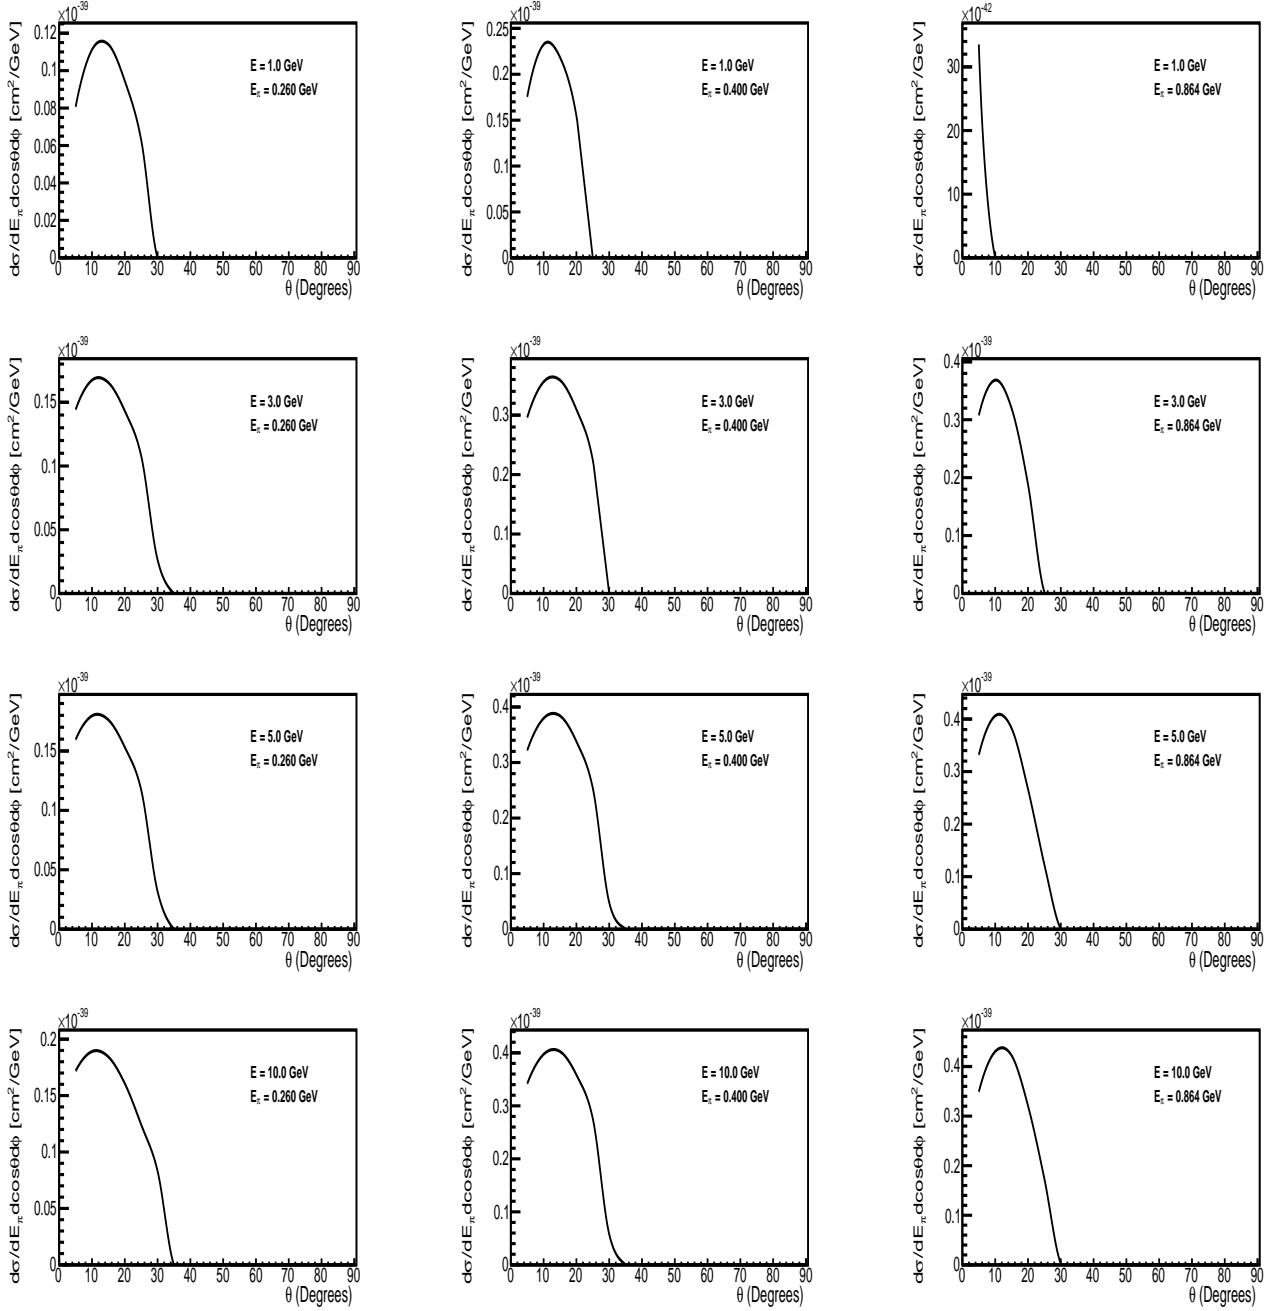 ×10⁻³⁹
dσ/dE_π dcosθdϕ [cm²/GeV]
0.12
0.1
0.08
0.06
0.04
0.02
0
E = 1.0 GeV
E_π = 0.260 GeV
0 10 20 30 40 50 60 70 80 90
θ (Degrees)
×10⁻³⁹
dσ/dE_π dcosθdϕ [cm²/GeV]
0.25
0.2
0.15
0.1
0.05
0
E = 1.0 GeV
E_π = 0.400 GeV
0 10 20 30 40 50 60 70 80 90
θ (Degrees)
×10⁻⁴²
dσ/dE_π dcosθdϕ [cm²/GeV]
30
20
10
0
E = 1.0 GeV
E_π = 0.864 GeV
0 10 20 30 40 50 60 70 80 90
θ (Degrees)
×10⁻³⁹
dσ/dE_π dcosθdϕ [cm²/GeV]
0.15
0.1
0.05
0
E = 3.0 GeV
E_π = 0.260 GeV
0 10 20 30 40 50 60 70 80 90
θ (Degrees)
×10⁻³⁹
dσ/dE_π dcosθdϕ [cm²/GeV]
0.3
0.2
0.1
0
E = 3.0 GeV
E_π = 0.400 GeV
0 10 20 30 40 50 60 70 80 90
θ (Degrees)
×10⁻³⁹
dσ/dE_π dcosθdϕ [cm²/GeV]
0.4
0.3
0.2
0.1
0
E = 3.0 GeV
E_π = 0.864 GeV
0 10 20 30 40 50 60 70 80 90
θ (Degrees)
×10⁻³⁹
dσ/dE_π dcosθdϕ [cm²/GeV]
0.15
0.1
0.05
0
E = 5.0 GeV
E_π = 0.260 GeV
0 10 20 30 40 50 60 70 80 90
θ (Degrees)
×10⁻³⁹
dσ/dE_π dcosθdϕ [cm²/GeV]
0.4
0.3
0.2
0.1
0
E = 5.0 GeV
E_π = 0.400 GeV
0 10 20 30 40 50 60 70 80 90
θ (Degrees)
×10⁻³⁹
dσ/dE_π dcosθdϕ [cm²/GeV]
0.4
0.3
0.2
0.1
0
E = 5.0 GeV
E_π = 0.864 GeV
0 10 20 30 40 50 60 70 80 90
θ (Degrees)
×10⁻³⁹
dσ/dE_π dcosθdϕ [cm²/GeV]
0.2
0.15
0.1
0.05
0
E = 10.0 GeV
E_π = 0.260 GeV
0 10 20 30 40 50 60 70 80 90
θ (Degrees)
×10⁻³⁹
dσ/dE_π dcosθdϕ [cm²/GeV]
0.4
0.3
0.2
0.1
0
E = 10.0 GeV
E_π = 0.400 GeV
0 10 20 30 40 50 60 70 80 90
θ (Degrees)
×10⁻³⁹
dσ/dE_π dcosθdϕ [cm²/GeV]
0.4
0.3
0.2
0.1
0
E = 10.0 GeV
E_π = 0.864 GeV
0 10 20 30 40 50 60 70 80 90
θ (Degrees)